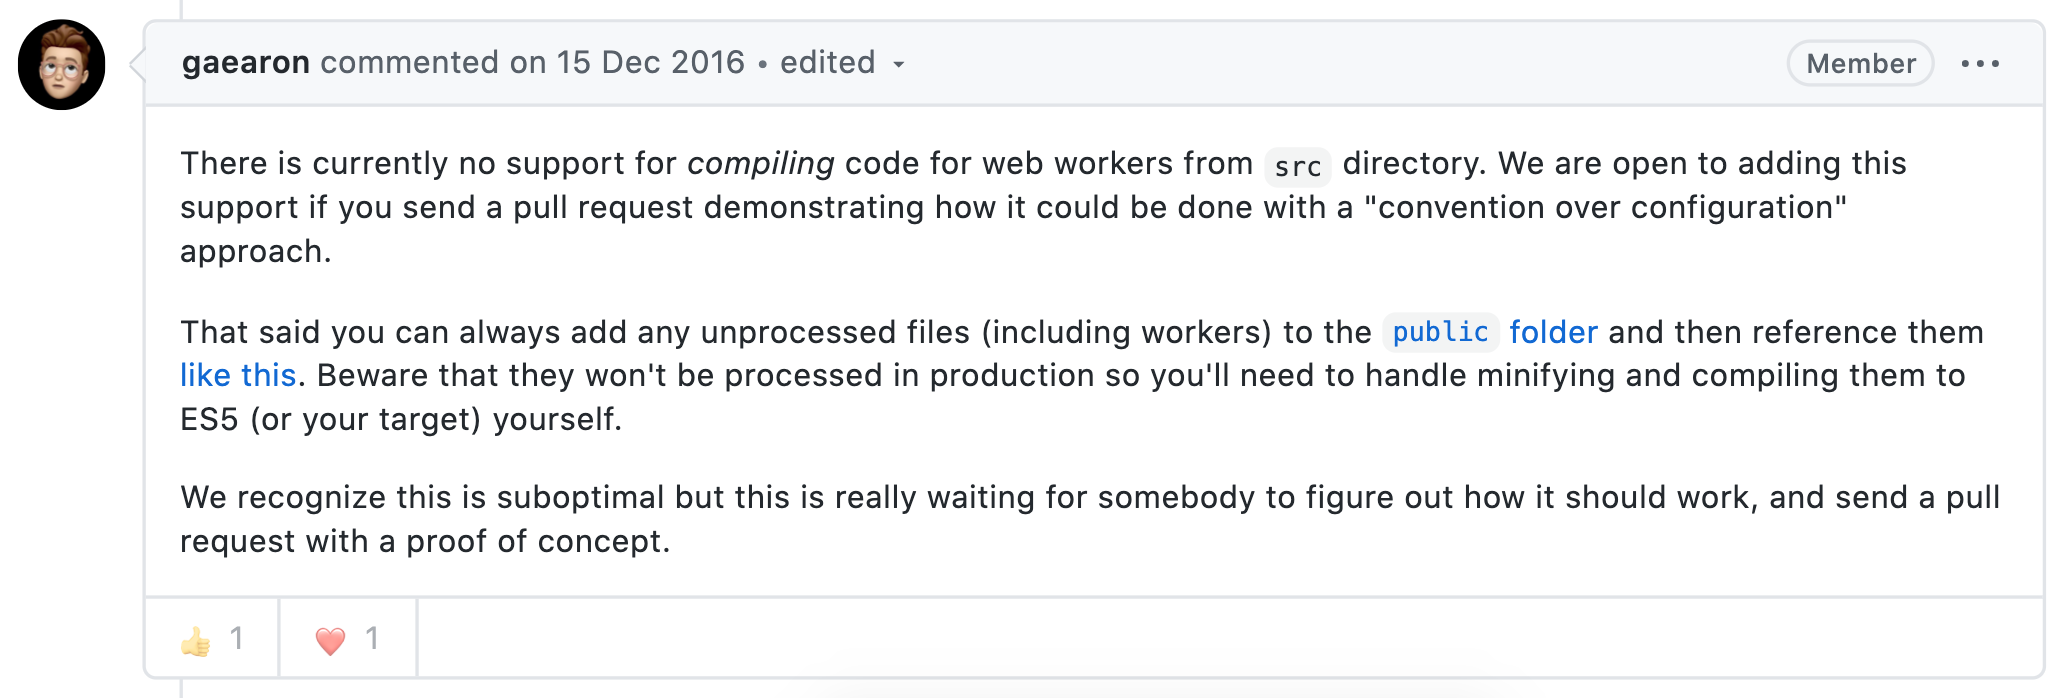 gaearon commented on 15 Dec 2016 • edited
Member
There is currently no support for compiling code for web workers from src directory. We are open to adding this
support if you send a pull request demonstrating how it could be done with a "convention over configuration"
approach.
That said you can always add any unprocessed files (including workers) to the public folder and then reference them
like this. Beware that they won't be processed in production so you'll need to handle minifying and compiling them to
ES5 (or your target) yourself.
We recognize this is suboptimal but this is really waiting for somebody to figure out how it should work, and send a pull
request with a proof of concept.
👍 1 ❤️ 1